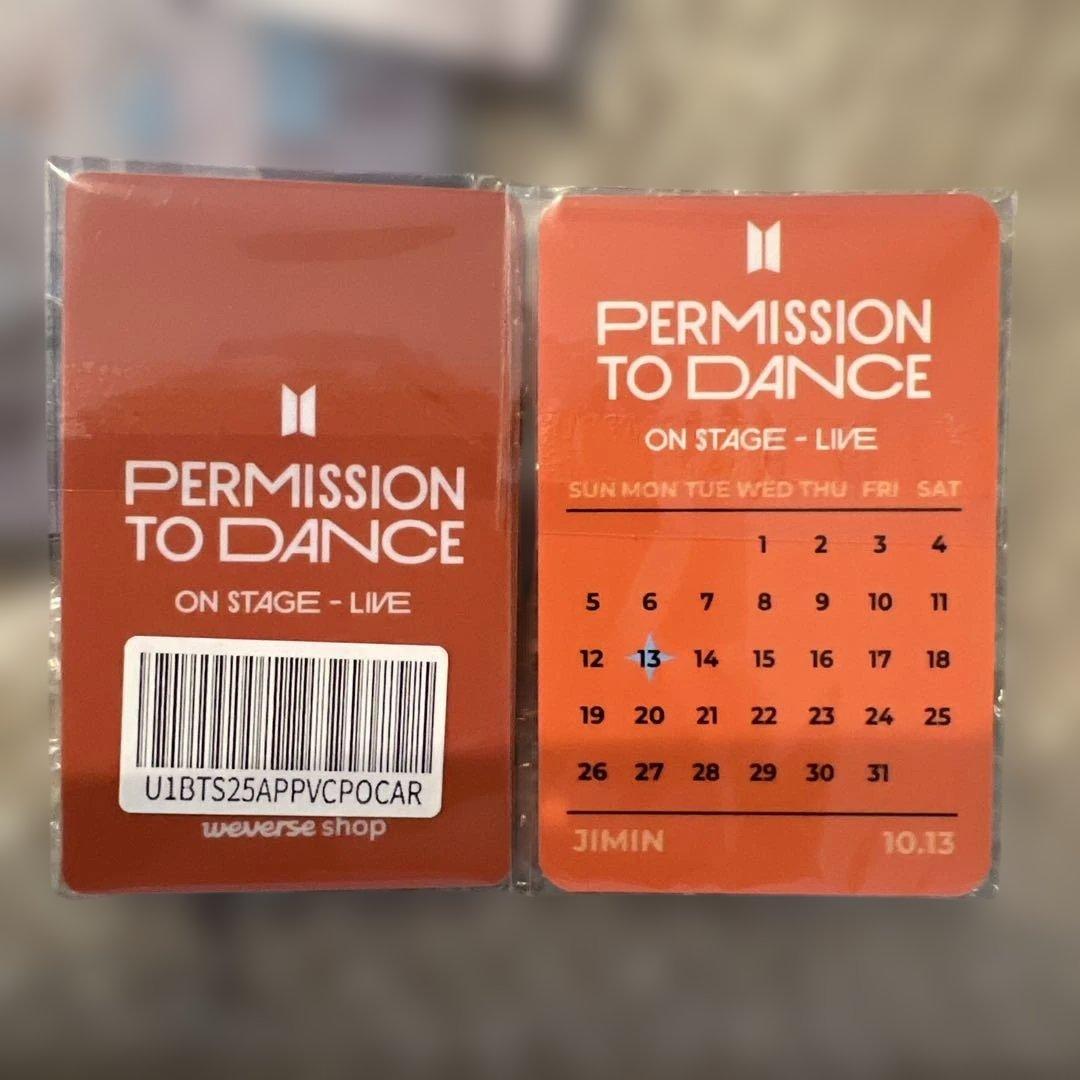 PERMISSION
TO DANCE
ON STAGE - LIVE
U1BTS25APPVCPOCAR
weverse shop
PERMISSION
TO DANCE
ON STAGE - LIVE
SUN MON TUE WED THU FRI SAT
1 2 3 4
5 6 7 8 9 10 11
12 13 14 15 16 17 18
19 20 21 22 23 24 25
26 27 28 29 30 31
JIMIN 10.13